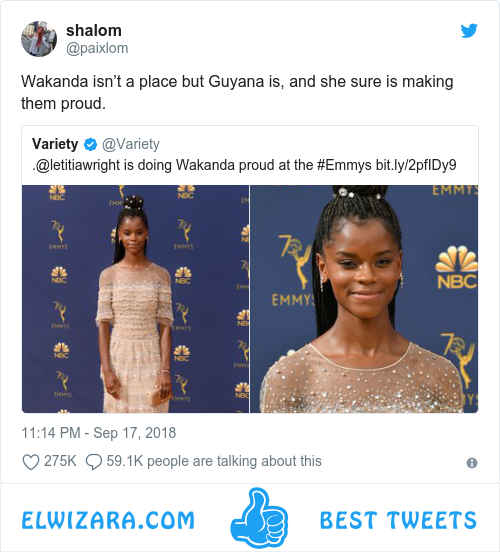 shalom
@paixlom
Wakanda isn't a place but Guyana is, and she sure is making
them proud.
Variety @Variety
.@letitiawright is doing Wakanda proud at the #Emmys bit.ly/2pflDy9
NBC
EMMYS
NBC
EMMYS
NBC
11:14 PM - Sep 17, 2018
275K 59.1K people are talking about this
ELWIZARA.COM BEST TWEETS